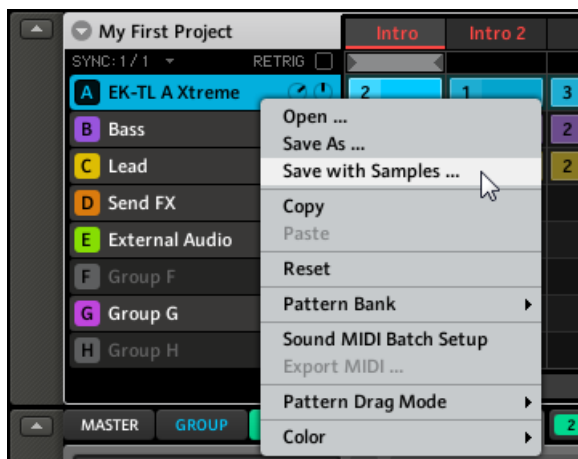 My First Project
Intro
Intro 2
SYNC: 1 / 1
RETRIG
A EK-TL A Xtreme
2
1
3
B Bass
2
C Lead
2
D Send FX
E External Audio
F Group F
G Group G
H Group H
Open ...
Save As ...
Save with Samples ...
Copy
Paste
Reset
Pattern Bank
Sound MIDI Batch Setup
Export MIDI ...
Pattern Drag Mode
Color
MASTER
GROUP
2